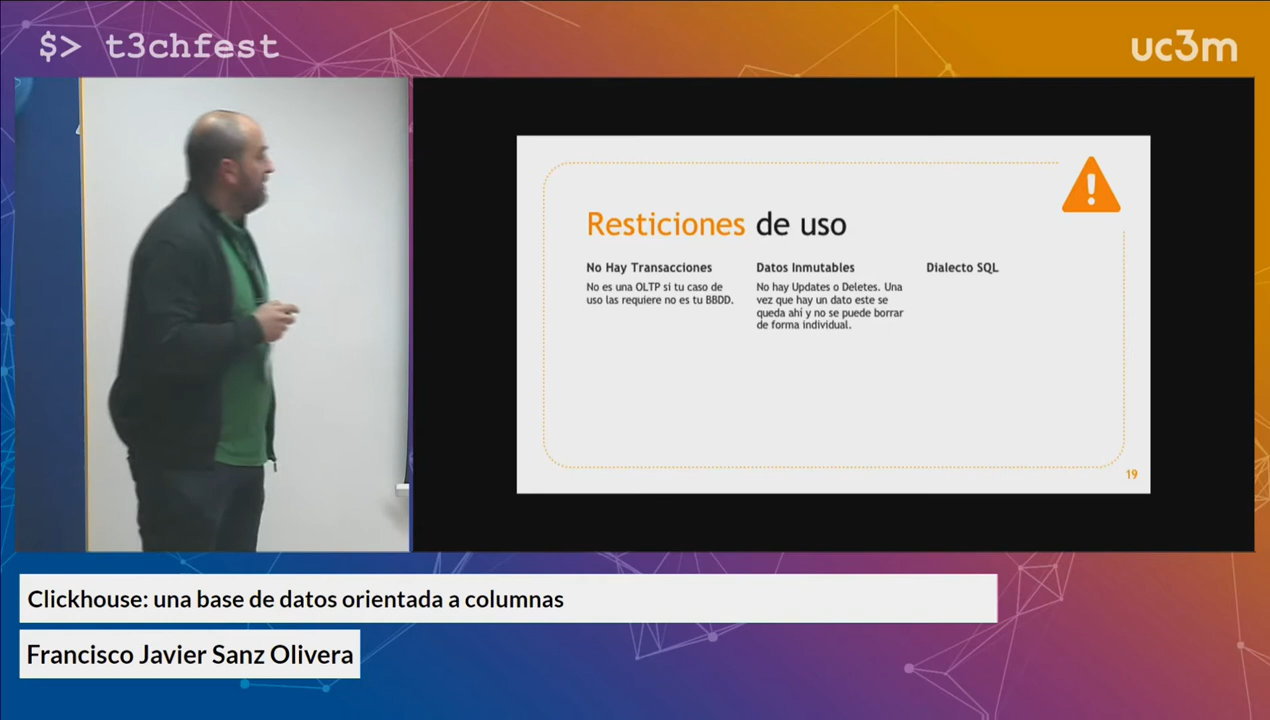 $> t3chfest
uc3m
Resticiones de uso
No Hay Transacciones
No es una OLTP si tu caso de
uso las requiere no es tu BBDD.
Datos Inmutables
No hay Updates o Deletes. Una
vez que hay un dato este se
queda ahí y no se puede borrar
de forma individual.
Dialecto SQL
19
Clickhouse: una base de datos orientada a columnas
Francisco Javier Sanz Olivera